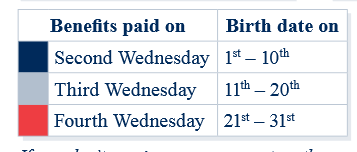 Benefits paid on Birth date on
Second Wednesday 1st – 10th
Third Wednesday 11th – 20th
Fourth Wednesday 21st – 31st